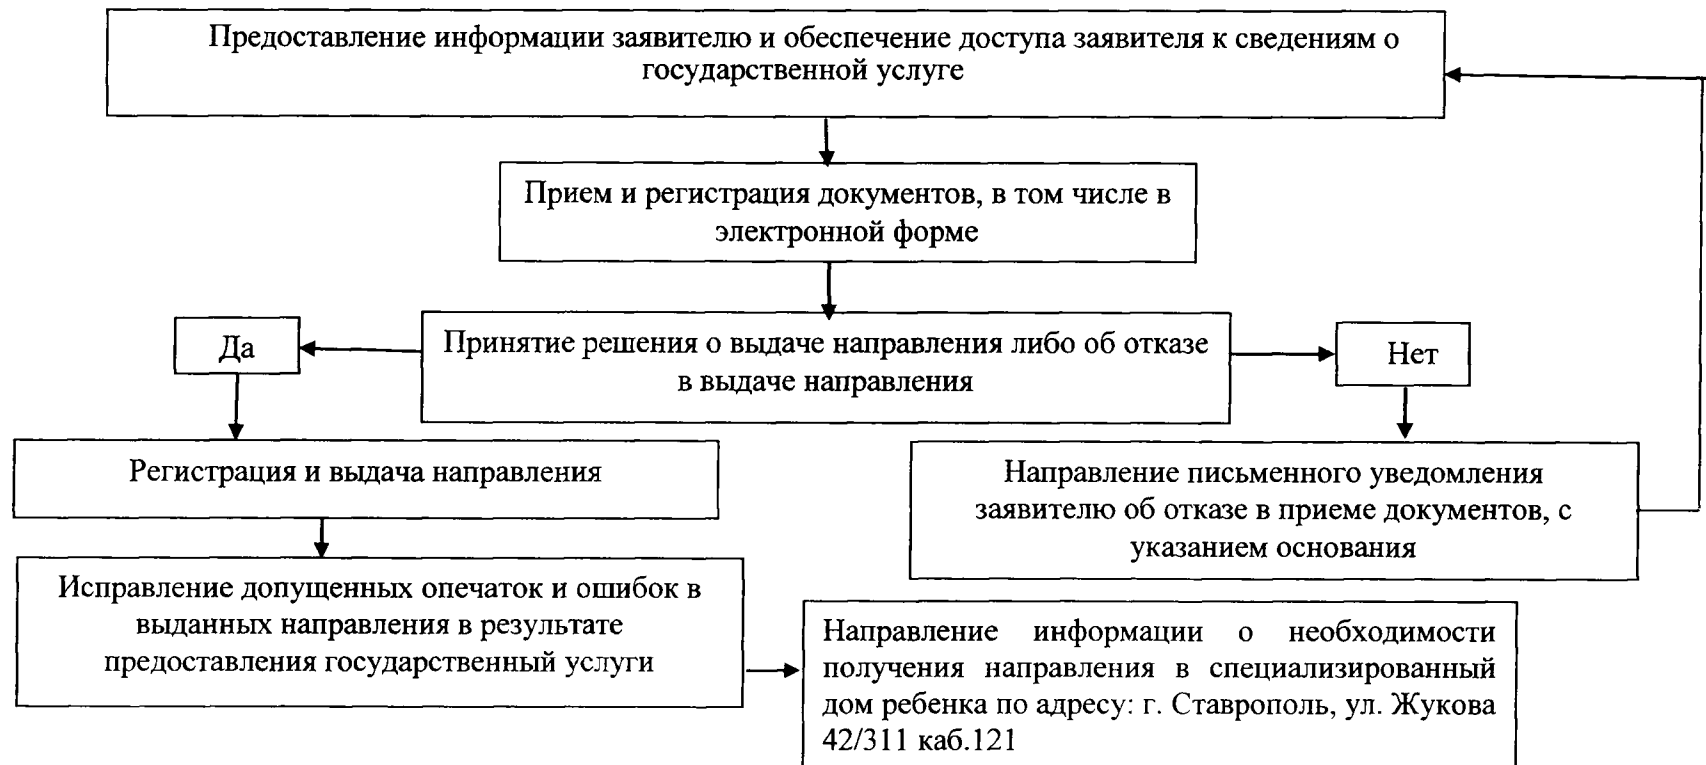 Предоставление информации заявителю и обеспечение доступа заявителя к сведениям о
государственной услуге
Прием и регистрация документов, в том числе в
электронной форме
Да
Принятие решения о выдаче направления либо об отказе
в выдаче направления
Нет
Регистрация и выдача направления
Направление письменного уведомления
заявителю об отказе в приеме документов, с
указанием основания
Исправление допущенных опечаток и ошибок в
выданных направления в результате
предоставления государственный услуги
Направление информации о необходимости
получения направления в специализированный
дом ребенка по адресу: г. Ставрополь, ул. Жукова
42/311 каб.121